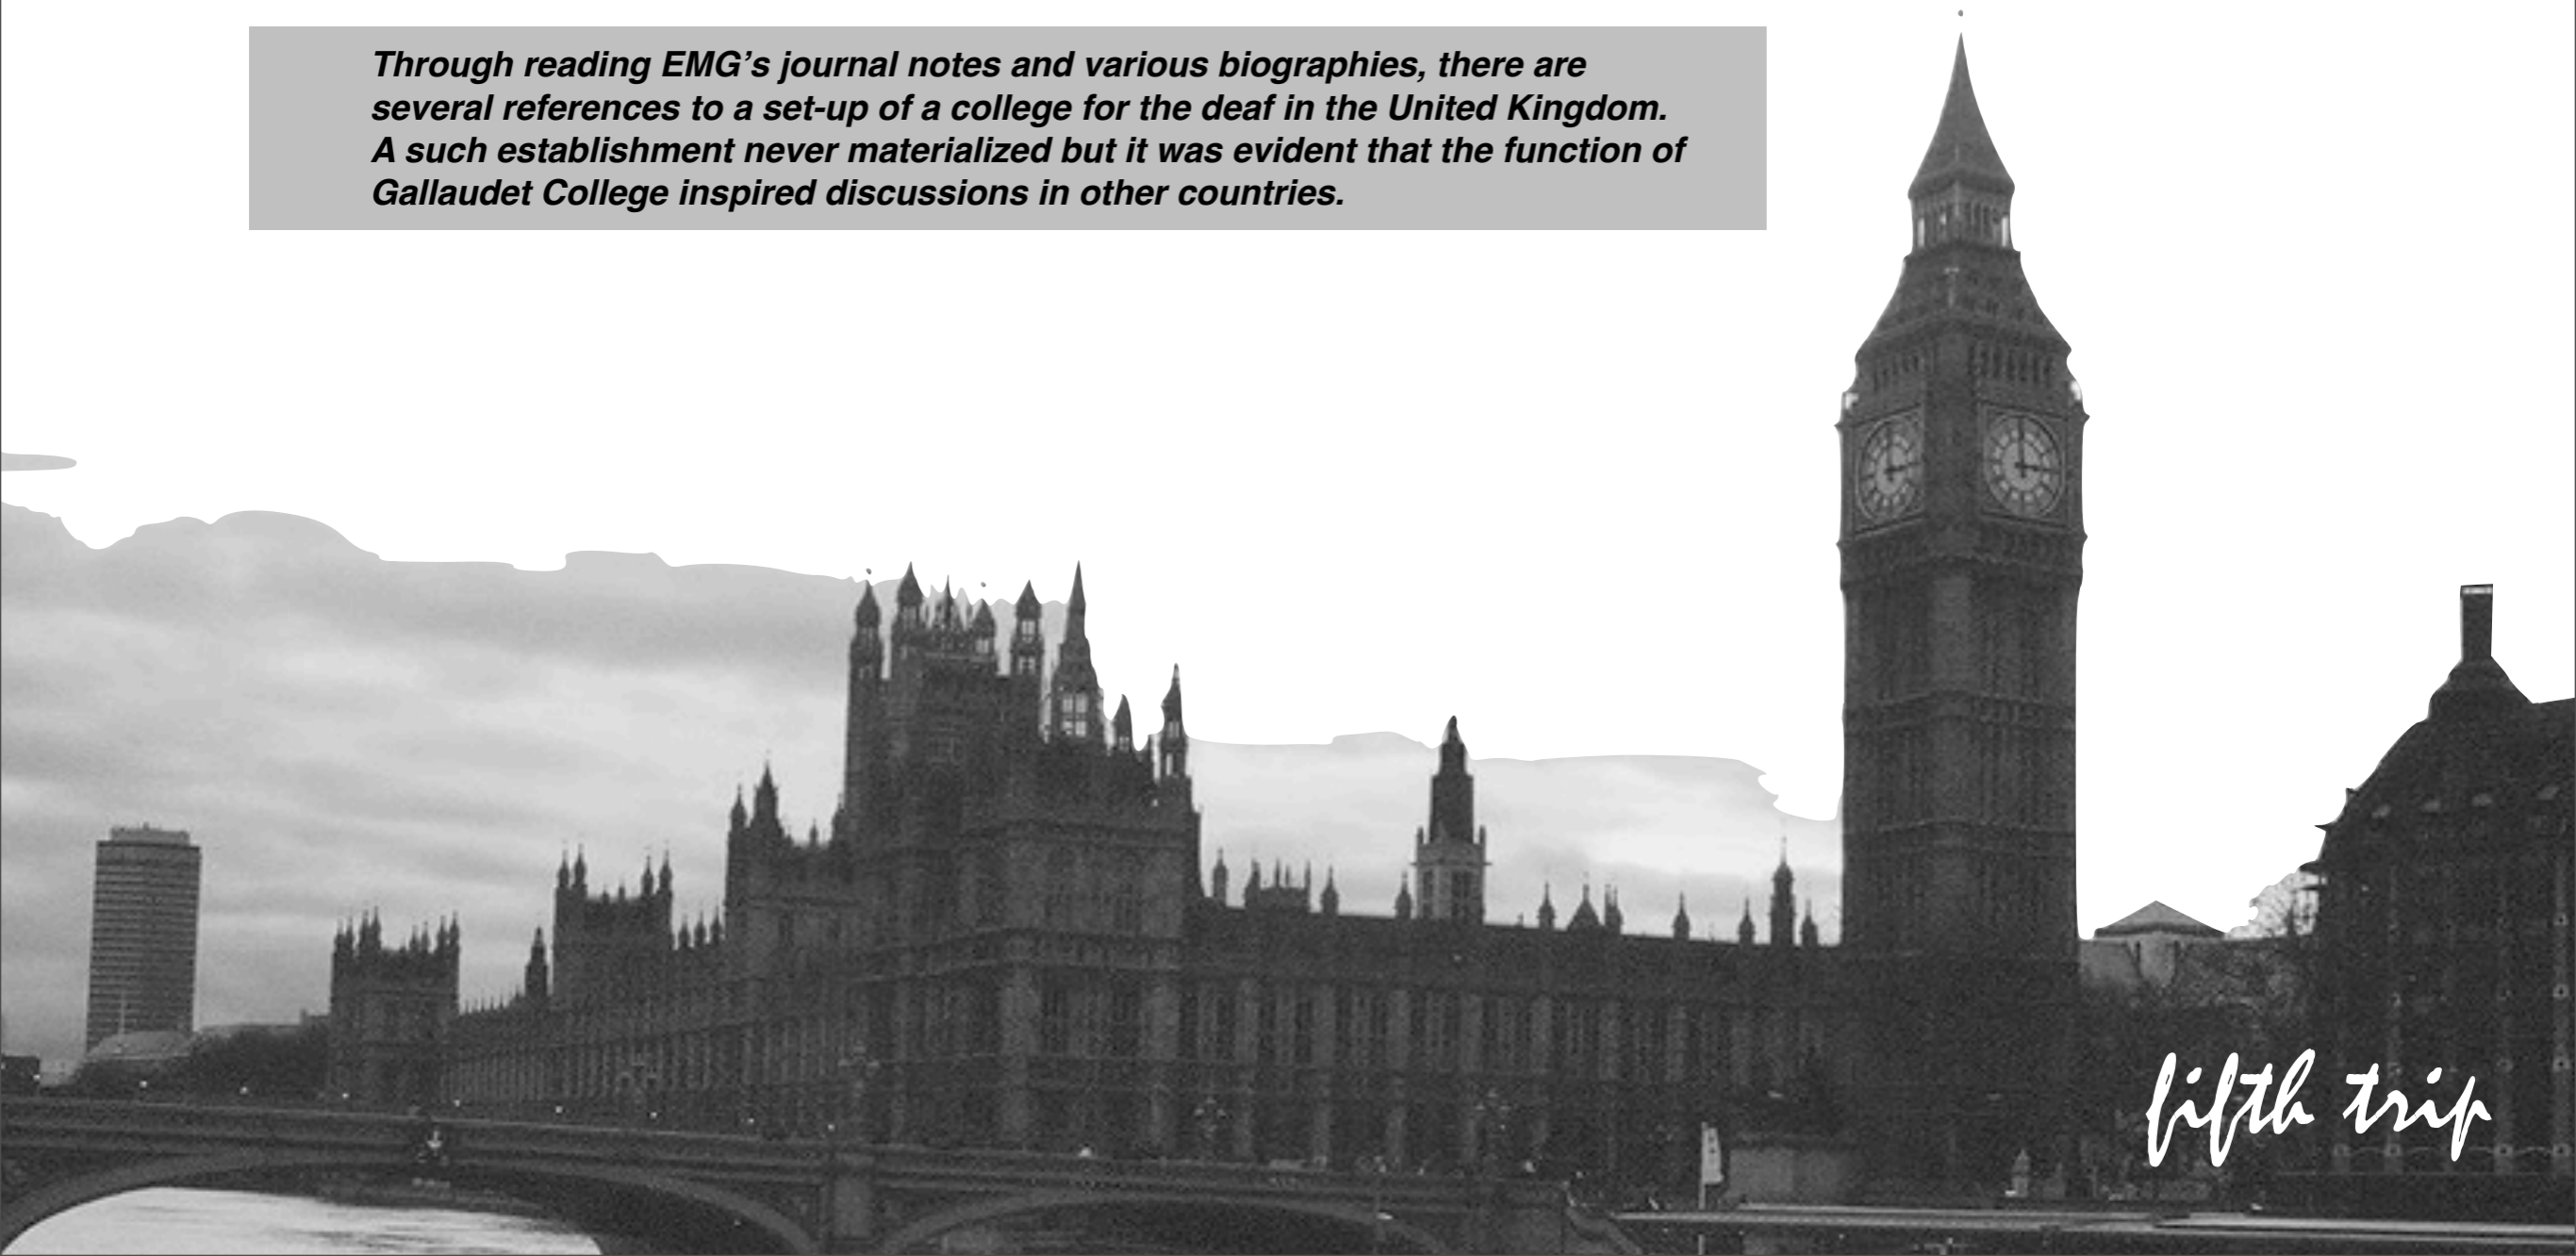 Through reading EMG’s journal notes and various biographies, there are
several references to a set-up of a college for the deaf in the United Kingdom.
A such establishment never materialized but it was evident that the function of
Gallaudet College inspired discussions in other countries.
fifth trip